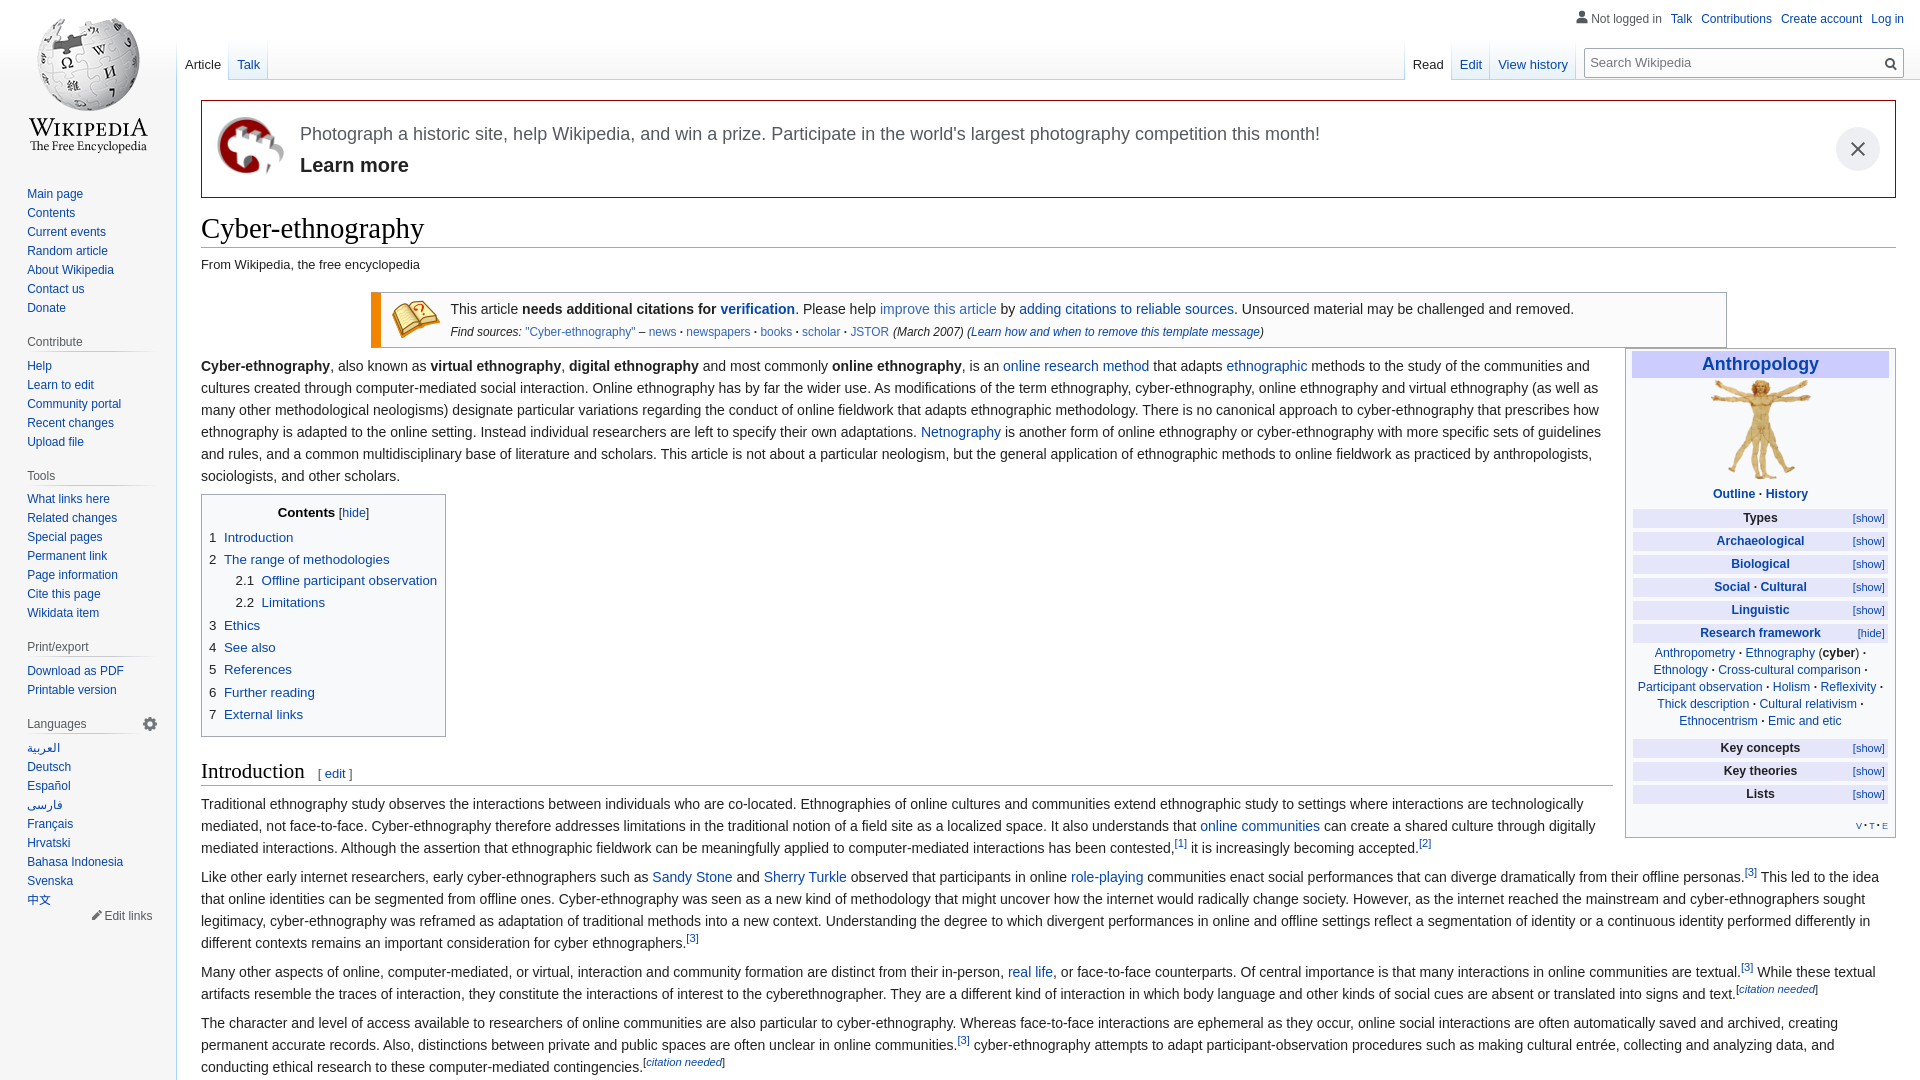 Not logged in Talk Contributions Create account Log in
Article Talk
Read Edit View history Search Wikipedia
WIKIPEDIA
The Free Encyclopedia
Main page
Contents
Current events
Random article
About Wikipedia
Contact us
Donate
Contribute
Help
Learn to edit
Community portal
Recent changes
Upload file
Tools
What links here
Related changes
Special pages
Permanent link
Page information
Cite this page
Wikidata item
Print/export
Download as PDF
Printable version
Languages
العربية
Deutsch
Español
فارسی
Français
Hrvatski
Bahasa Indonesia
Svenska
中文
Edit links
Photograph a historic site, help Wikipedia, and win a prize. Participate in the world's largest photography competition this month!
Learn more
Cyber-ethnography
From Wikipedia, the free encyclopedia
This article needs additional citations for verification. Please help improve this article by adding citations to reliable sources. Unsourced material may be challenged and removed.
Find sources: "Cyber-ethnography" – news · newspapers · books · scholar · JSTOR (March 2007) (Learn how and when to remove this template message)
Cyber-ethnography, also known as virtual ethnography, digital ethnography and most commonly online ethnography, is an online research method that adapts ethnographic methods to the study of the communities and
cultures created through computer-mediated social interaction. Online ethnography has by far the wider use. As modifications of the term ethnography, cyber-ethnography, online ethnography and virtual ethnography (as well as
many other methodological neologisms) designate particular variations regarding the conduct of online fieldwork that adapts ethnographic methodology. There is no canonical approach to cyber-ethnography that prescribes how
ethnography is adapted to the online setting. Instead individual researchers are left to specify their own adaptations. Netnography is another form of online ethnography or cyber-ethnography with more specific sets of guidelines
and rules, and a common multidisciplinary base of literature and scholars. This article is not about a particular neologism, but the general application of ethnographic methods to online fieldwork as practiced by anthropologists,
sociologists, and other scholars.
Contents [hide]
1 Introduction
2 The range of methodologies
2.1 Offline participant observation
2.2 Limitations
3 Ethics
4 See also
5 References
6 Further reading
7 External links
Anthropology
Outline · History
Types [show]
Archaeological [show]
Biological [show]
Social · Cultural [show]
Linguistic [show]
Research framework [hide]
Anthropometry · Ethnography (cyber) ·
Ethnology · Cross-cultural comparison ·
Participant observation · Holism · Reflexivity ·
Thick description · Cultural relativism ·
Ethnocentrism · Emic and etic
Key concepts [show]
Key theories [show]
Lists [show]
V · T · E
Introduction [ edit ]
Traditional ethnography study observes the interactions between individuals who are co-located. Ethnographies of online cultures and communities extend ethnographic study to settings where interactions are technologically
mediated, not face-to-face. Cyber-ethnography therefore addresses limitations in the traditional notion of a field site as a localized space. It also understands that online communities can create a shared culture through digitally
mediated interactions. Although the assertion that ethnographic fieldwork can be meaningfully applied to computer-mediated interactions has been contested,[1] it is increasingly becoming accepted.[2]
Like other early internet researchers, early cyber-ethnographers such as Sandy Stone and Sherry Turkle observed that participants in online role-playing communities enact social performances that can diverge dramatically from their offline personas.[3] This led to the idea
that online identities can be segmented from offline ones. Cyber-ethnography was seen as a new kind of methodology that might uncover how the internet would radically change society. However, as the internet reached the mainstream and cyber-ethnographers sought
legitimacy, cyber-ethnography was reframed as adaptation of traditional methods into a new context. Understanding the degree to which divergent performances in online and offline settings reflect a segmentation of identity or a continuous identity performed differently in
different contexts remains an important consideration for cyber ethnographers.[3]
Many other aspects of online, computer-mediated, or virtual, interaction and community formation are distinct from their in-person, real life, or face-to-face counterparts. Of central importance is that many interactions in online communities are textual.[3] While these textual
artifacts resemble the traces of interaction, they constitute the interactions of interest to the cyberethnographer. They are a different kind of interaction in which body language and other kinds of social cues are absent or translated into signs and text.[citation needed]
The character and level of access available to researchers of online communities are also particular to cyber-ethnography. Whereas face-to-face interactions are ephemeral as they occur, online social interactions are often automatically saved and archived, creating
permanent accurate records. Also, distinctions between private and public spaces are often unclear in online communities.[3] cyber-ethnography attempts to adapt participant-observation procedures such as making cultural entrée, collecting and analyzing data, and
conducting ethical research to these computer-mediated contingencies.[citation needed]